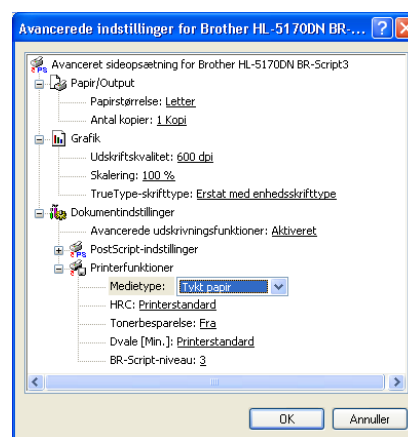 Avancerede indstillinger for Brother HL-5170DN BR-...
Avanceret sideopsætning for Brother HL-5170DN BR-Script3
Papir/Output
Papirstørrelse: Letter
Antal kopier: 1 Kopi
Grafik
Udskriftskvalitet: 600 dpi
Skalering: 100 %
TrueType-skrifttype: Erstat med enhedsskrifttype
Dokumentindstillinger
Avancerede udskrivningsfunktioner: Aktiveret
PostScript-indstillinger
Printerfunktioner
Medietype: Tykt papir
HRC: Printerstandard
Tonerbesparelse: Fra
Dvale [Min.]: Printerstandard
BR-Script-niveau: 3
OK Annuller